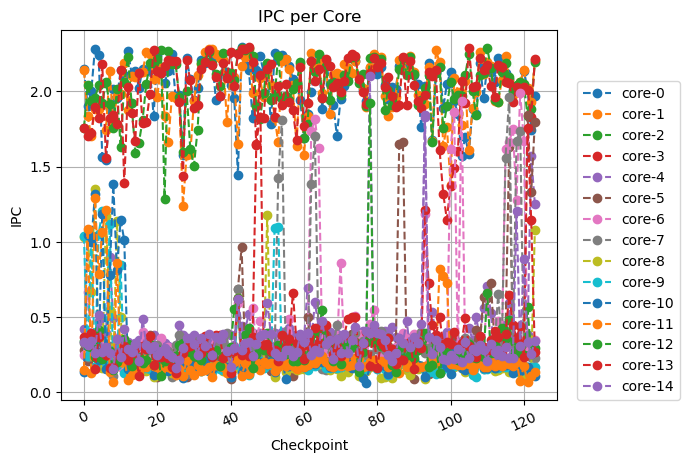 IPC per Core
IPC
2.0
1.5
1.0
0.5
0.0
0
20
40
60
80
100
120
Checkpoint
core-0
core-1
core-2
core-3
core-4
core-5
core-6
core-7
core-8
core-9
core-10
core-11
core-12
core-13
core-14